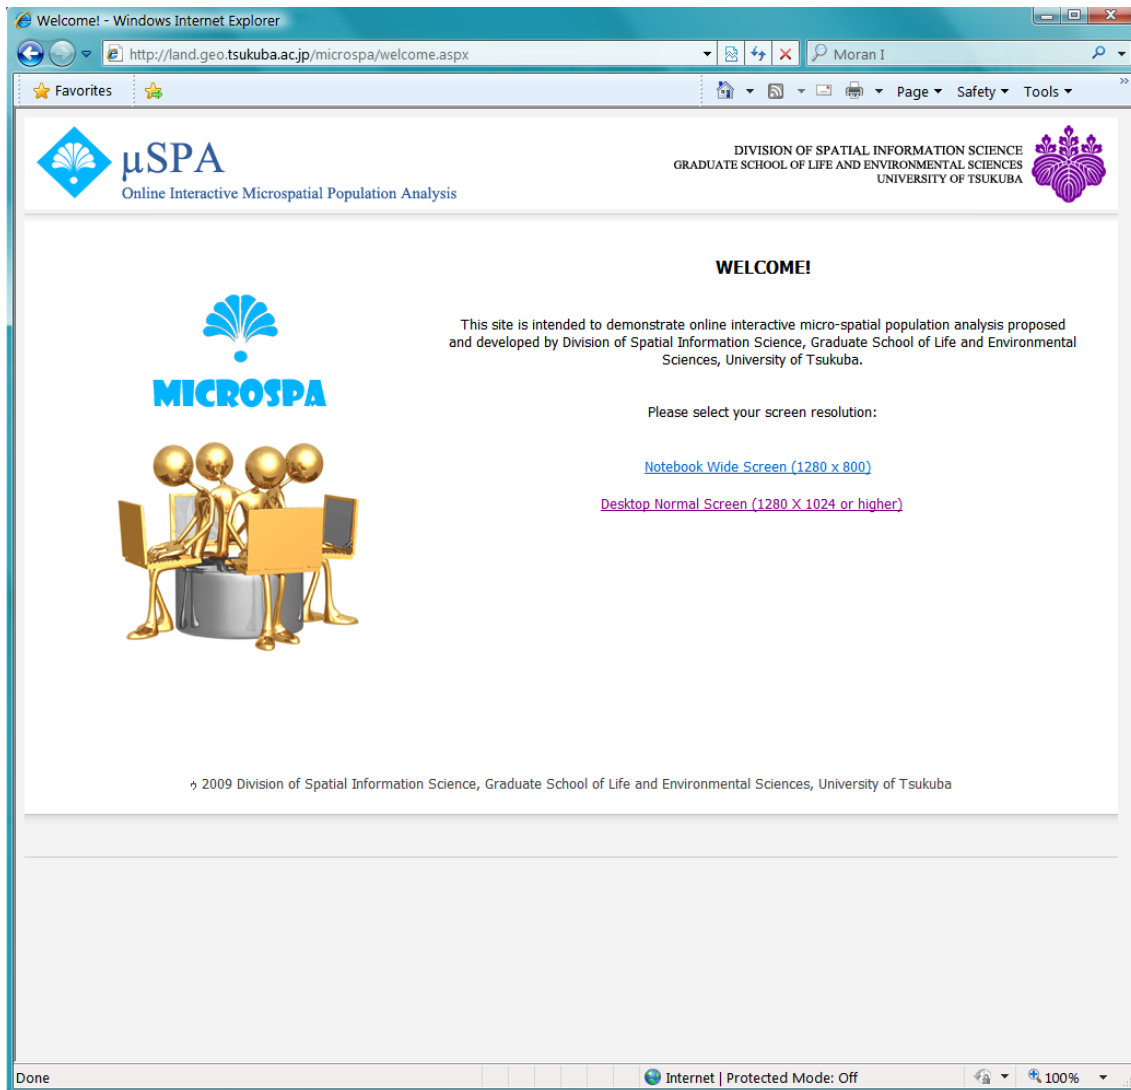 Welcome! - Windows Internet Explorer
http://land.geo.tsukuba.ac.jp/microspa/welcome.aspx
Moran I
Favorites
Page
Safety
Tools
»
μSPA
Online Interactive Microspatial Population Analysis
DIVISION OF SPATIAL INFORMATION SCIENCE
GRADUATE SCHOOL OF LIFE AND ENVIRONMENTAL SCIENCES
UNIVERSITY OF TSUKUBA
MICROSPA
WELCOME!
This site is intended to demonstrate online interactive micro-spatial population analysis proposed
and developed by Division of Spatial Information Science, Graduate School of Life and Environmental
Sciences, University of Tsukuba.
Please select your screen resolution:
Notebook Wide Screen (1280 x 800)
Desktop Normal Screen (1280 X 1024 or higher)
ｩ 2009 Division of Spatial Information Science, Graduate School of Life and Environmental Sciences, University of Tsukuba
Done
Internet | Protected Mode: Off
100%